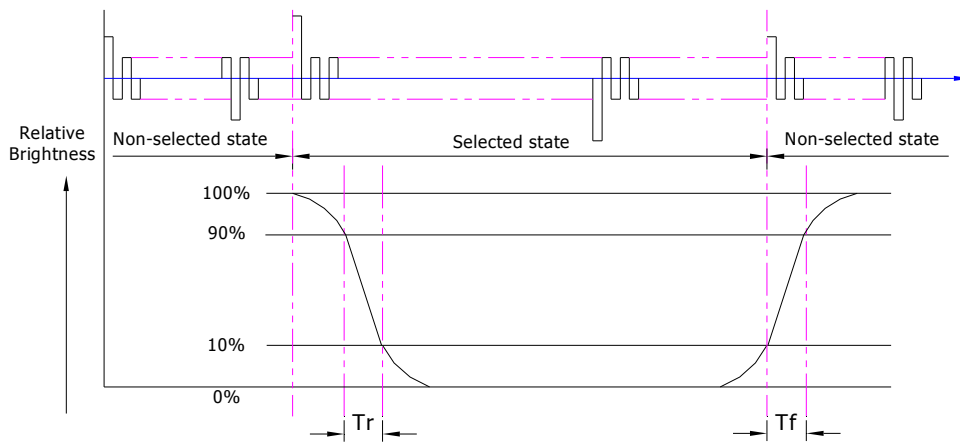 Relative
Brightness
Non-selected state
Selected state
Non-selected state
100%
90%
10%
0%
Tr
Tf